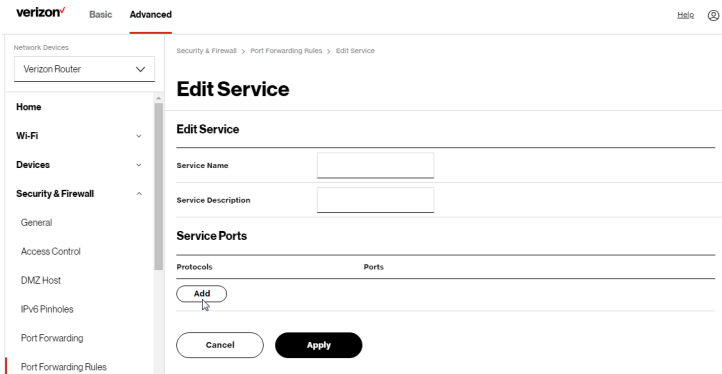 verizon✓ Basic Advanced Help
Network Devices
Verizon Router
Home
Wi-Fi
Devices
Security & Firewall
General
Access Control
DMZ Host
IPv6 Pinholes
Port Forwarding
Port Forwarding Rules
Security & Firewall > Port Forwarding Rules > Edit Service
Edit Service
Edit Service
Service Name
Service Description
Service Ports
Protocols Ports
Add
Cancel Apply